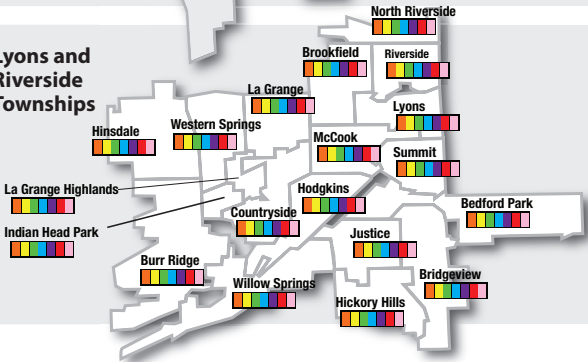 North Riverside
Brookfield
Riverside
Lyons and
Riverside
Townships
La Grange
Lyons
Hinsdale
Western Springs
McCook
Summit
La Grange Highlands
Hodgkins
Bedford Park
Countryside
Indian Head Park
Justice
Burr Ridge
Bridgeview
Willow Springs
Hickory Hills